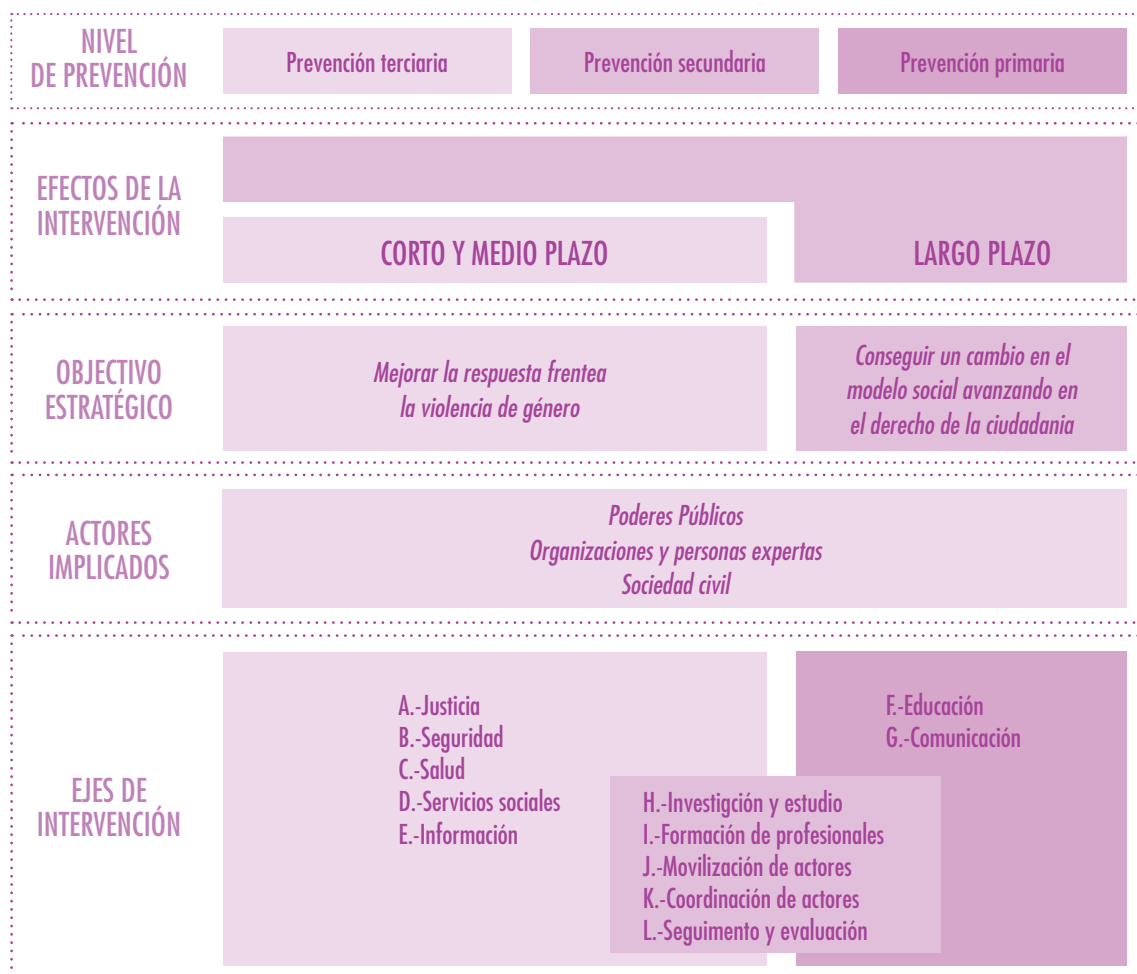 NIVEL
DE PREVENCIÓN
Prevención terciaria
Prevención secundaria
Prevención primaria
EFECTOS DE LA
INTERVENCIÓN
CORTO Y MEDIO PLAZO
LARGO PLAZO
OBJECTIVO
ESTRATÉGICO
Mejorar la respuesta frentea
la violencia de género
Conseguir un cambio en el
modelo social avanzando en
el derecho de la ciudadania
ACTORES
IMPLICADOS
Poderes Públicos
Organizaciones y personas expertas
Sociedad civil
EJES DE
INTERVENCIÓN
A.-Justicia
B.-Seguridad
C.-Salud
D.-Servicios sociales
E.-Información
F.-Educación
G.-Comunicación
H.-Investigción y estudio
I.-Formación de profesionales
J.-Movilización de actores
K.-Coordinación de actores
L.-Seguimento y evaluación